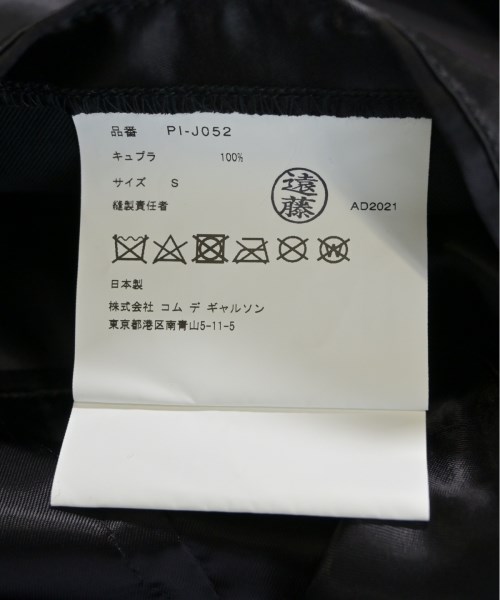 品番 PI-J052
キュプラ 100%
サイズ S
縫製責任者 遠藤 AD2021
W
日本製
株式会社 コム デ ギャルソン
東京都港区南青山5-11-5